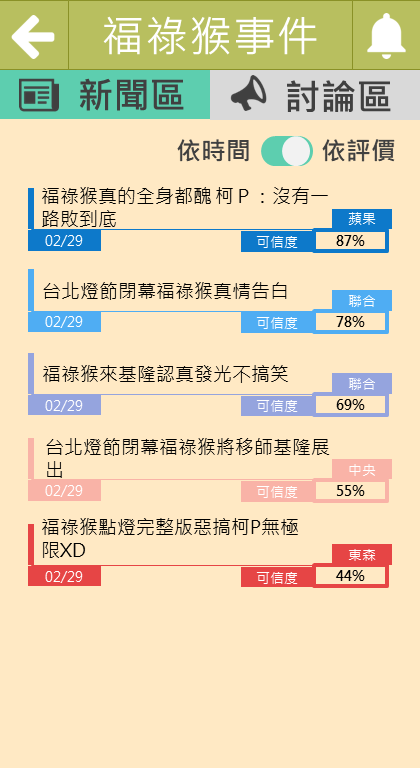 福祿猴事件
新聞區
討論區
依時間
依評價
福祿猴真的全身都醜 柯P：沒有一
路敗到底
蘋果
02/29
可信度
87%
台北燈節閉幕福祿猴真情告白
聯合
02/29
可信度
78%
福祿猴來基隆認真發光不搞笑
聯合
02/29
可信度
69%
台北燈節閉幕福祿猴將移師基隆展
出
中央
02/29
可信度
55%
福祿猴點燈完整版惡搞柯P無極
限XD
東森
02/29
可信度
44%